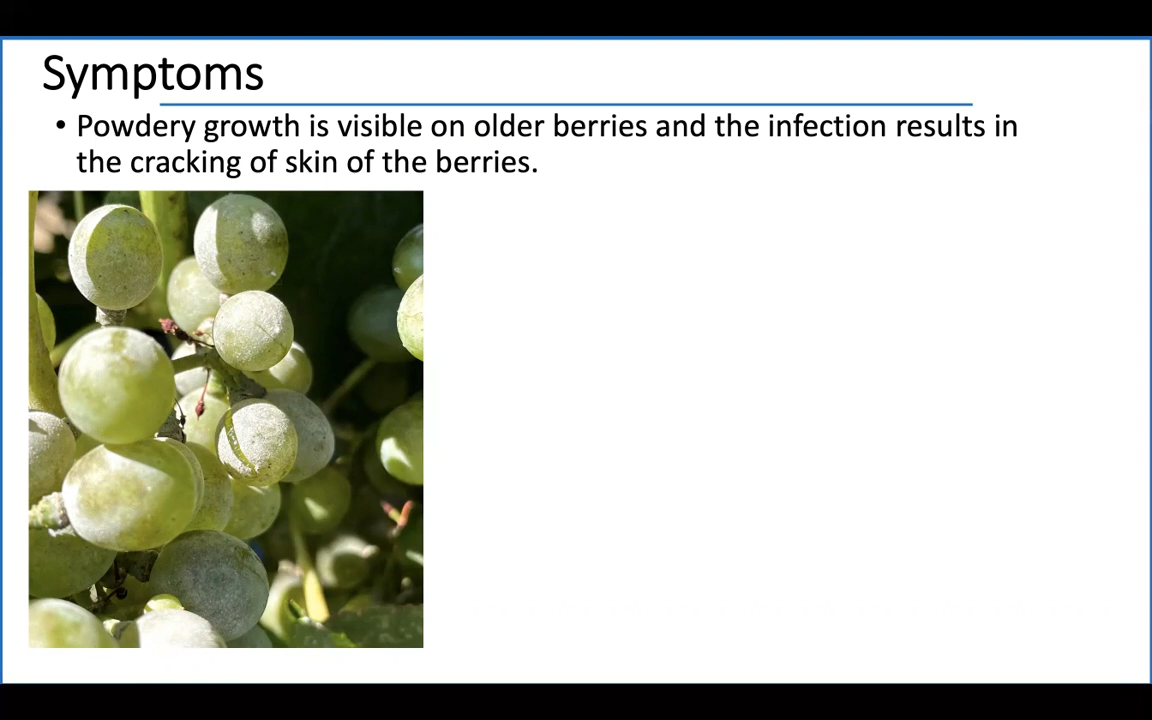 Symptoms
• Powdery growth is visible on older berries and the infection results in
the cracking of skin of the berries.